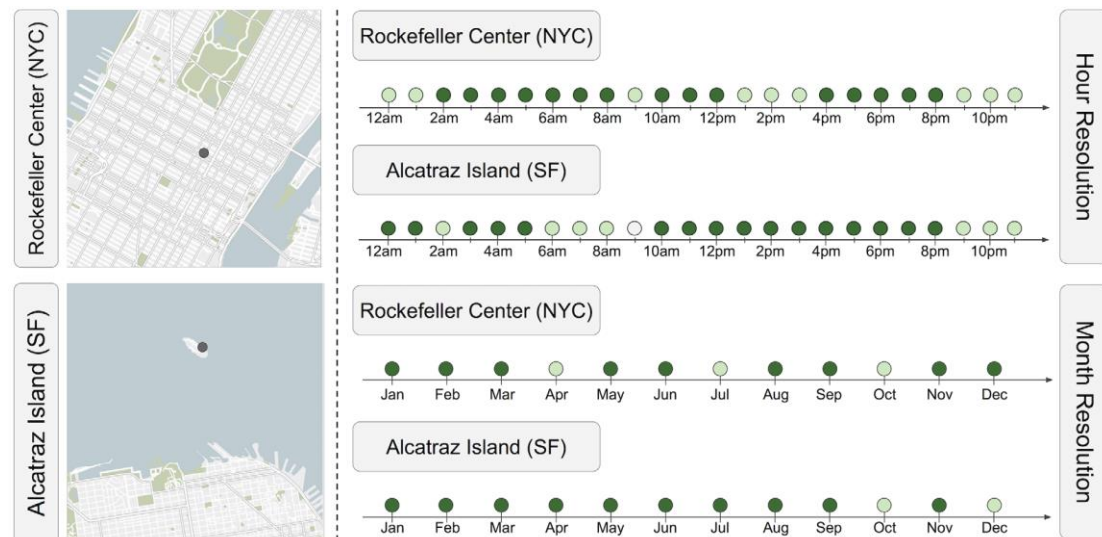 Rockefeller Center (NYC)
Alcatraz Island (SF)
Rockefeller Center (NYC)
12am 2am 4am 6am 8am 10am 12pm 2pm 4pm 6pm 8pm 10pm
Alcatraz Island (SF)
12am 2am 4am 6am 8am 10am 12pm 2pm 4pm 6pm 8pm 10pm
Hour Resolution
Rockefeller Center (NYC)
Jan Feb Mar Apr May Jun Jul Aug Sep Oct Nov Dec
Alcatraz Island (SF)
Jan Feb Mar Apr May Jun Jul Aug Sep Oct Nov Dec
Month Resolution